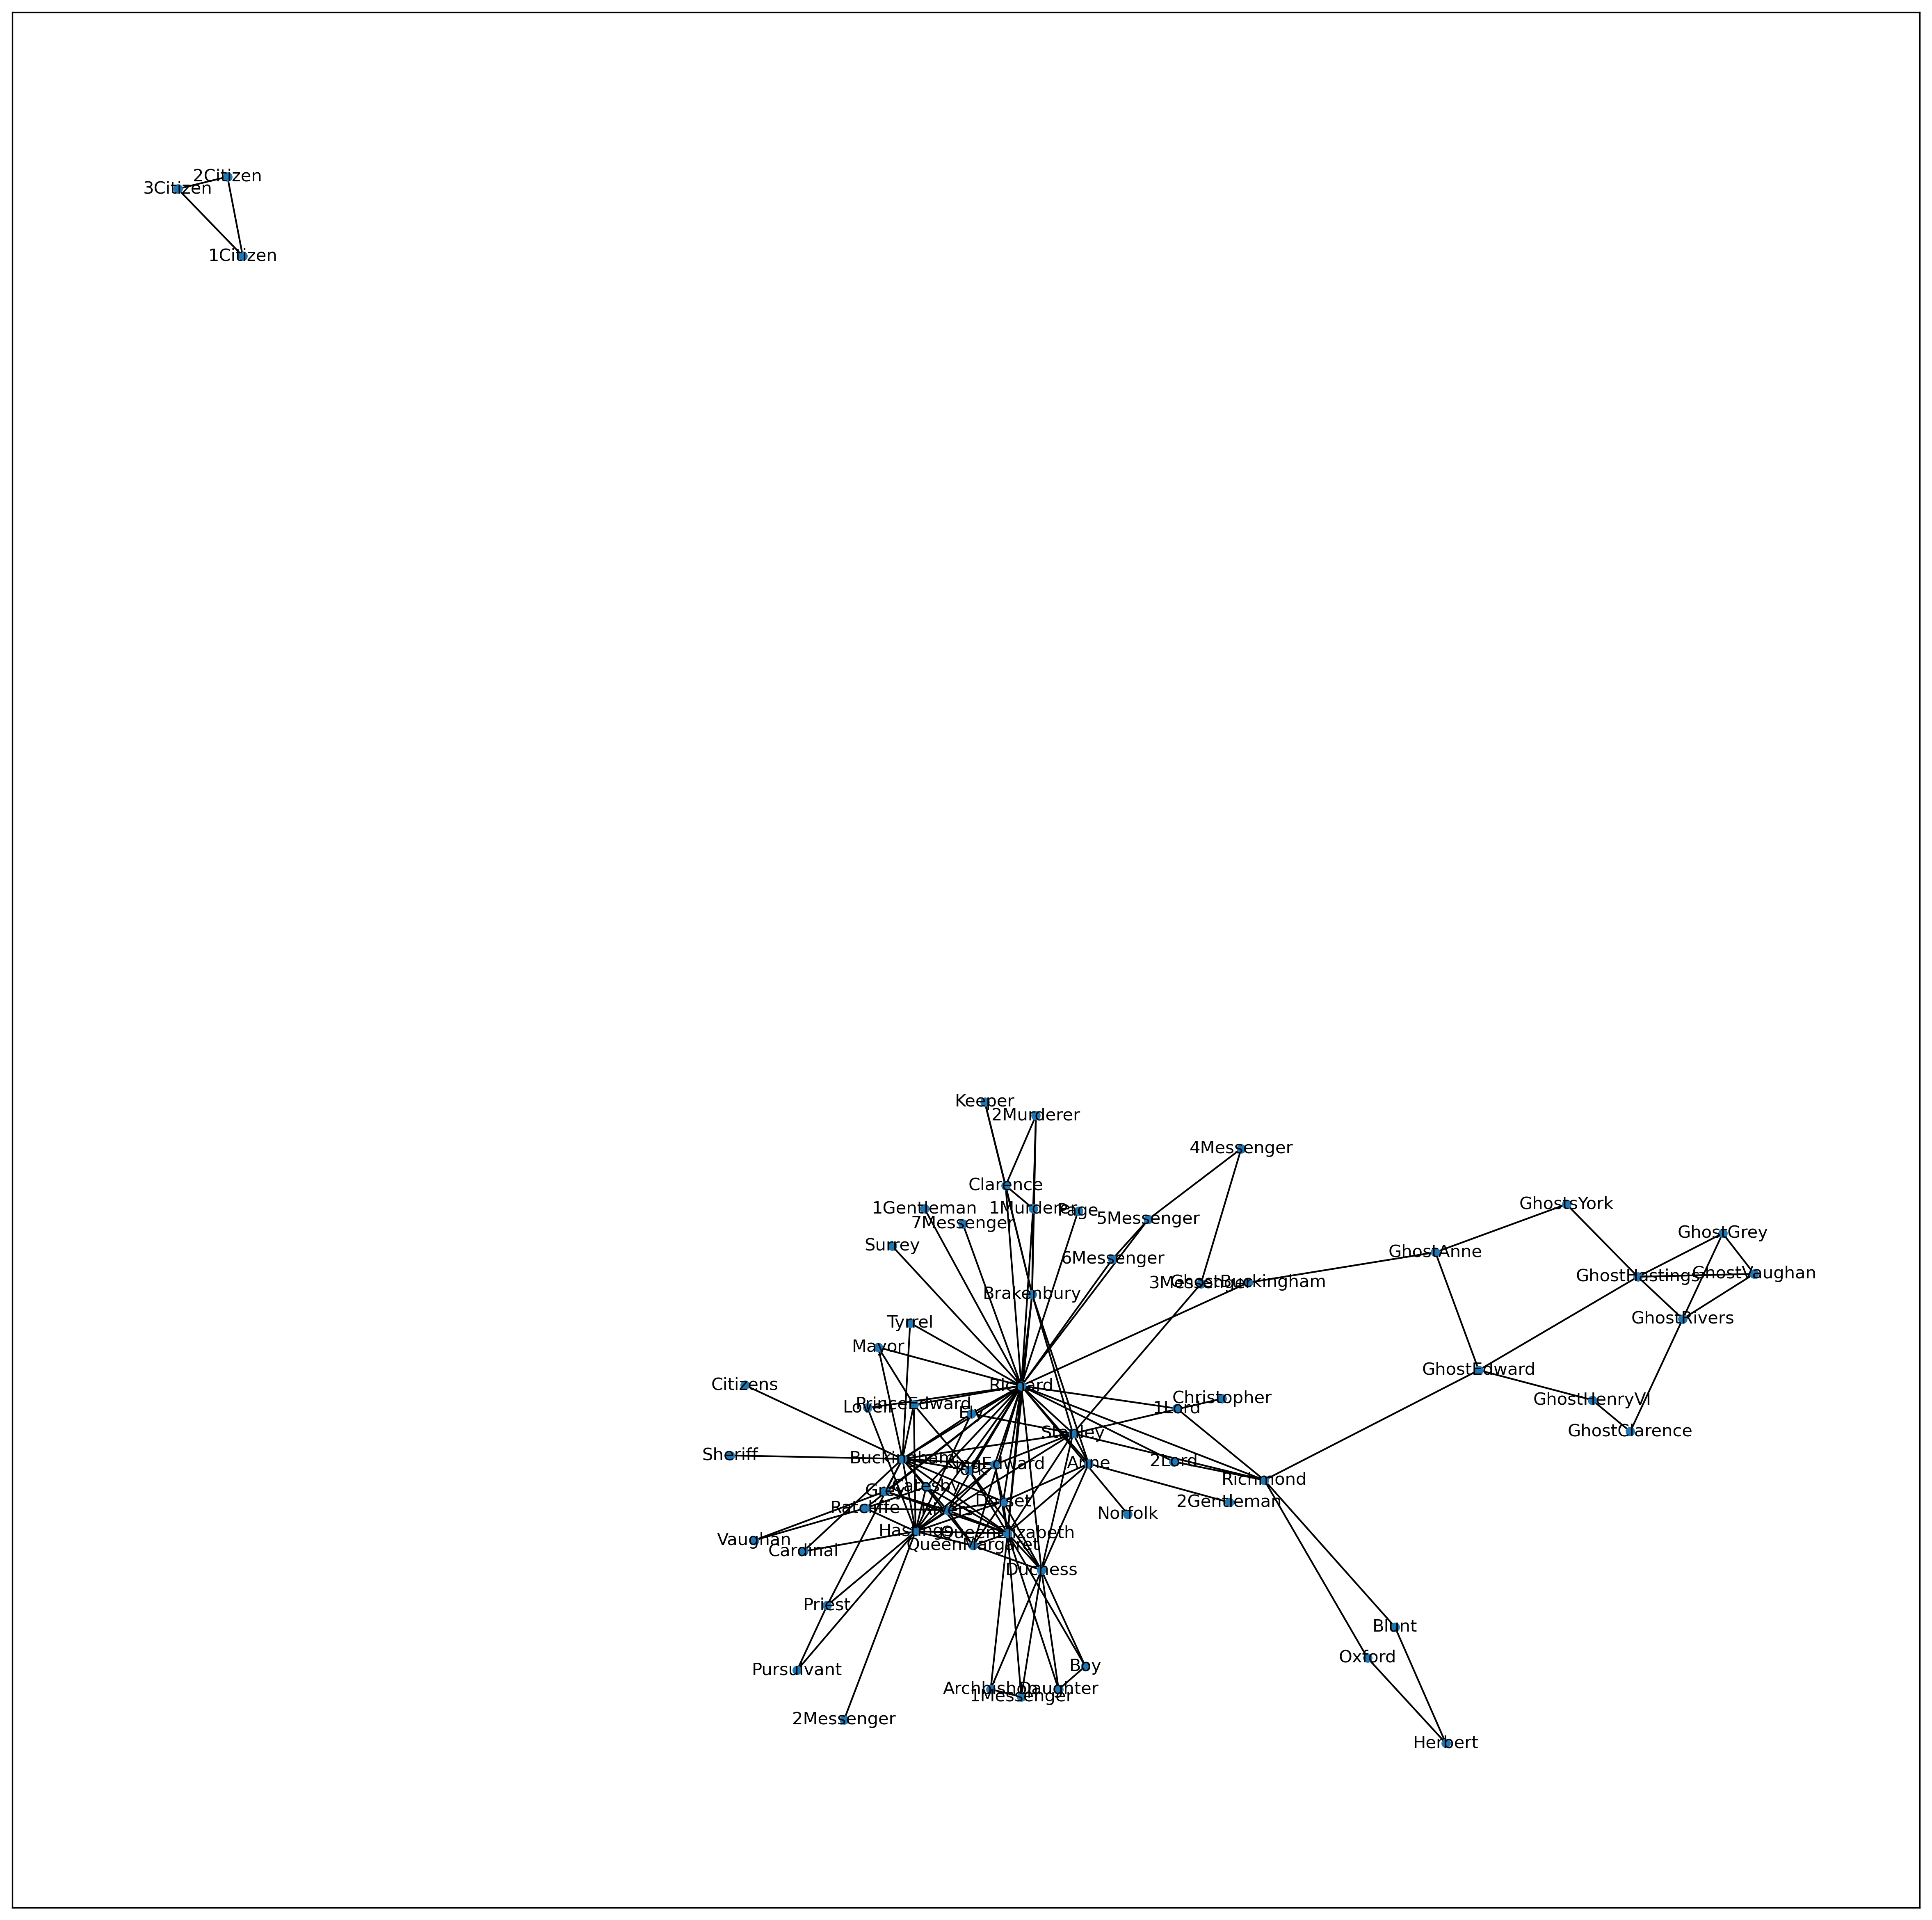 2Citizen
3Citizen
1Citizen
Keeper
2Murderer
4Messenger
Clarence
GhostsYork
1Gentleman
1Murderer
Page
5Messenger
7Messenger
GhostGrey
Surrey
GhostAnne
6Messenger
GhostHastings
GhostVaughan
3Messenger
GhostBuckingham
Brakenbury
GhostRivers
Tyrrel
Mayor
GhostEdward
Citizens
Richard
Christopher
GhostHenryVI
PrinceEdward
Lovell
1Lord
Ely
GhostClarence
Stanley
Sheriff
Buckingham
2Lord
KingEdward
Anne
York
Richmond
Catesby
Grey
Dorset
2Gentleman
Ratcliffe
Rivers
Norfolk
Hastings
QueenElizabeth
Vaughan
QueenMargaret
Cardinal
Duchess
Priest
Blunt
Oxford
Boy
Pursuivant
Archbishop
Daughter
1Messenger
2Messenger
Herbert